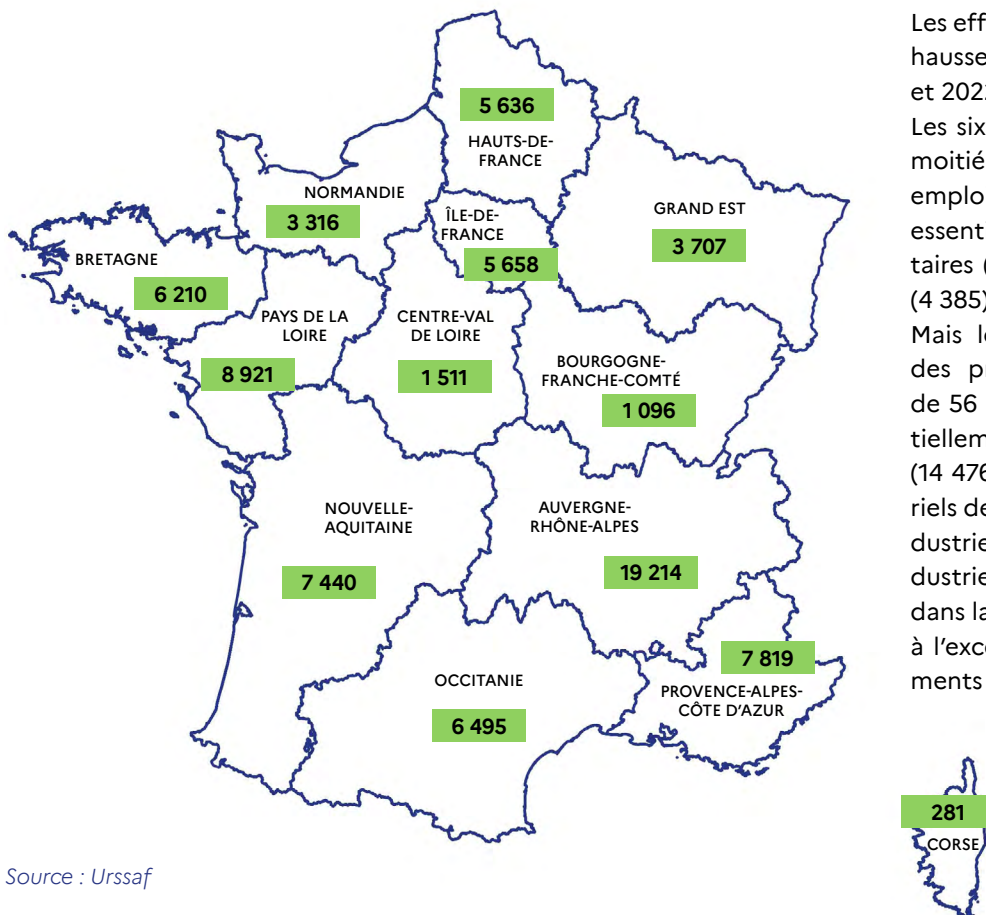 5 636
HAUTS-DE-
FRANCE
NORMANDIE
3 316
ÎLE-DE-
FRANCE
5 658
GRAND EST
3 707
BRETAGNE
6 210
PAYS DE LA
LOIRE
8 921
CENTRE-VAL
DE LOIRE
1 511
BOURGOGNE-
FRANCHE-COMTÉ
1 096
NOUVELLE-
AQUITAINE
7 440
AUVERGNE-
RHÔNE-ALPES
19 214
7 819
PROVENCE-ALPES-
CÔTE D'AZUR
OCCITANIE
6 495
281
CORSE
Source : Urssaf
Les eff
hausse
et 202
Les six
moitié
emplo
essent
taires (
(4 385)
Mais l
des pr
de 56
tiellem
(14 476
riels de
dustrie
dustrie
dans la
à l'exc
ments